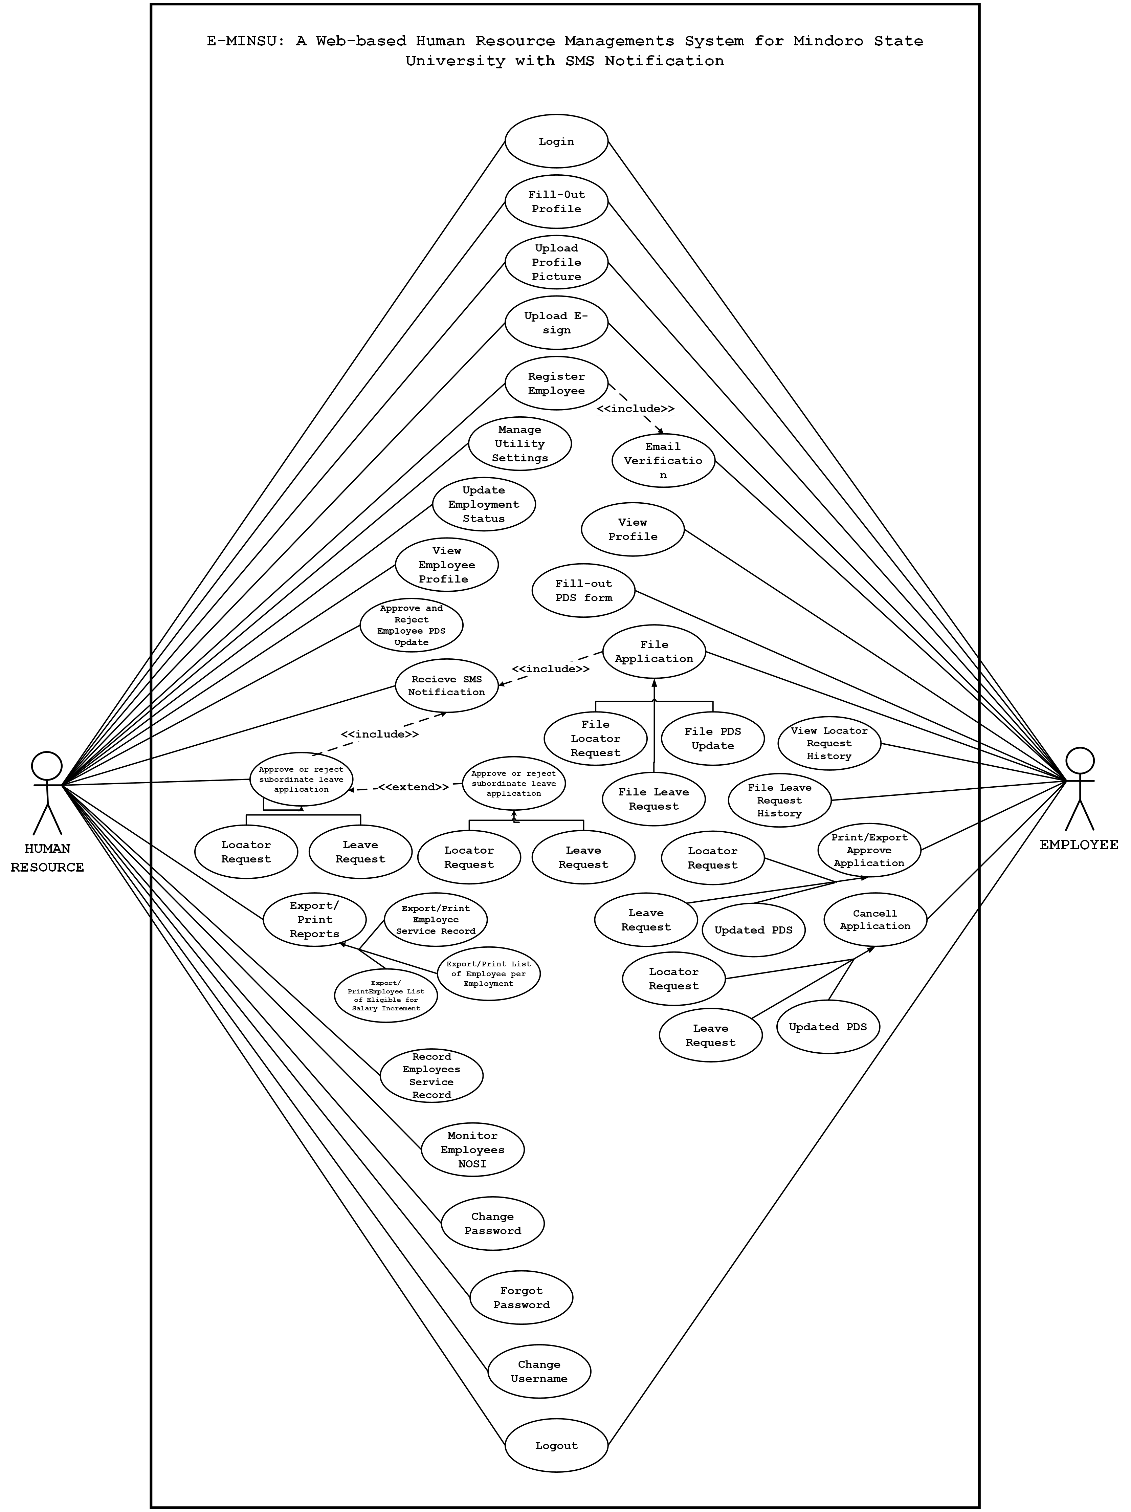 E-MINSU: A Web-based Human Resource Managements System for Mindoro State
University with SMS Notification
Login
Fill-Out
Profile
Upload
Profile
Picture
Upload E-
sign
Register
Employee
<<include>>
Manage
Utility
Settings
Email
Verificatio
n
Update
Employment
Status
View
Profile
View
Employee
Profile
Fill-out
PDS form
Approve and
Reject
Employee PDS
Update
File
Application
<<include>>
Recieve SMS
Notification
<<include>>
File
Locator
Request
File PDS
Update
View Locator
Request
History
Approve or reject
subordinate leave
application
<<extend>>
Approve or reject
subordinate leave
application
File Leave
Request
File Leave
Request
History
HUMAN
RESOURCE
EMPLOYEE
Locator
Request
Leave
Request
Locator
Request
Leave
Request
Locator
Request
Print/Export
Approve
Application
Export/
Print
Reports
Export/Print
Employee
Service Record
Leave
Request
Updated PDS
Cancell
Application
Export/Print List
of Employee per
Employment
Export/
PrintEmployee List
of Eligible for
Salary Increment
Locator
Request
Leave
Request
Updated PDS
Record
Employees
Service
Record
Monitor
Employees
NOSI
Change
Password
Forgot
Password
Change
Username
Logout